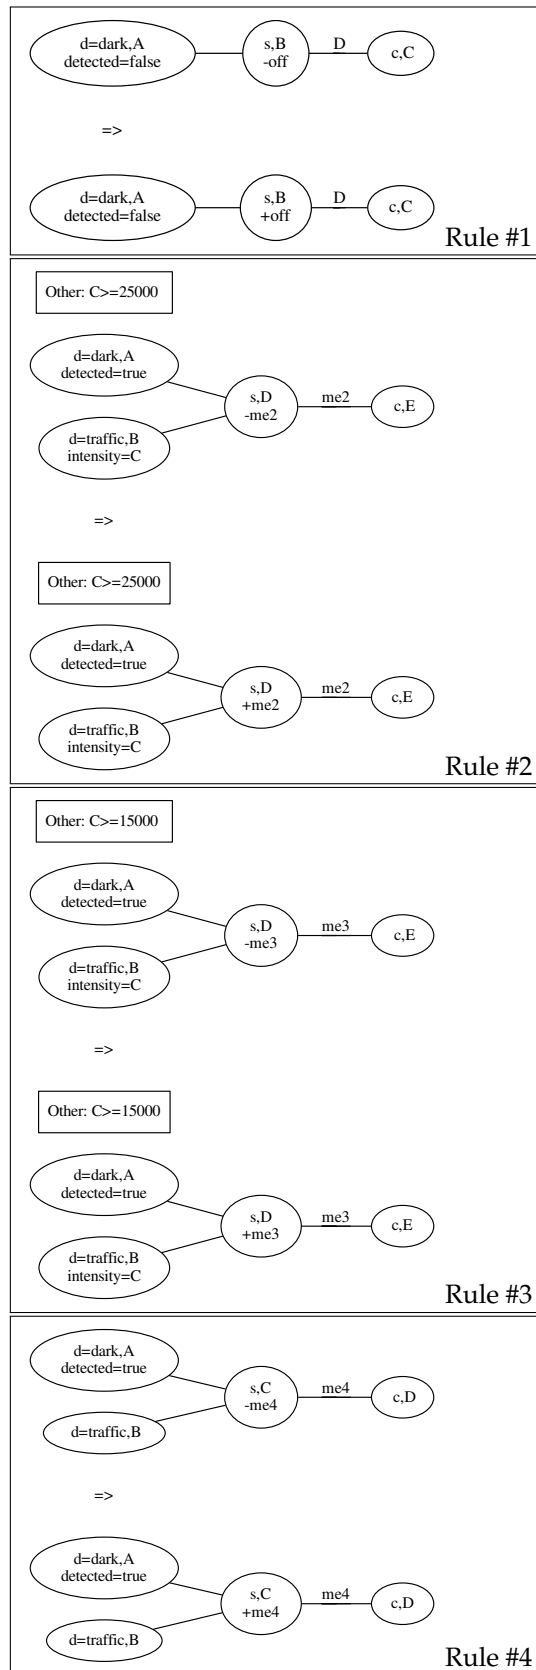 d=dark,A
detected=false
s,B
-off
D
c,C
=>
d=dark,A
detected=false
s,B
+off
D
c,C
Rule #1
Other: C>=25000
d=dark,A
detected=true
s,D
-me2
me2
c,E
d=traffic,B
intensity=C
=>
Other: C>=25000
d=dark,A
detected=true
s,D
+me2
me2
c,E
d=traffic,B
intensity=C
Rule #2
Other: C>=15000
d=dark,A
detected=true
s,D
-me3
me3
c,E
d=traffic,B
intensity=C
=>
Other: C>=15000
d=dark,A
detected=true
s,D
+me3
me3
c,E
d=traffic,B
intensity=C
Rule #3
d=dark,A
detected=true
s,C
-me4
me4
c,D
d=traffic,B
=>
d=dark,A
detected=true
s,C
+me4
me4
c,D
d=traffic,B
Rule #4